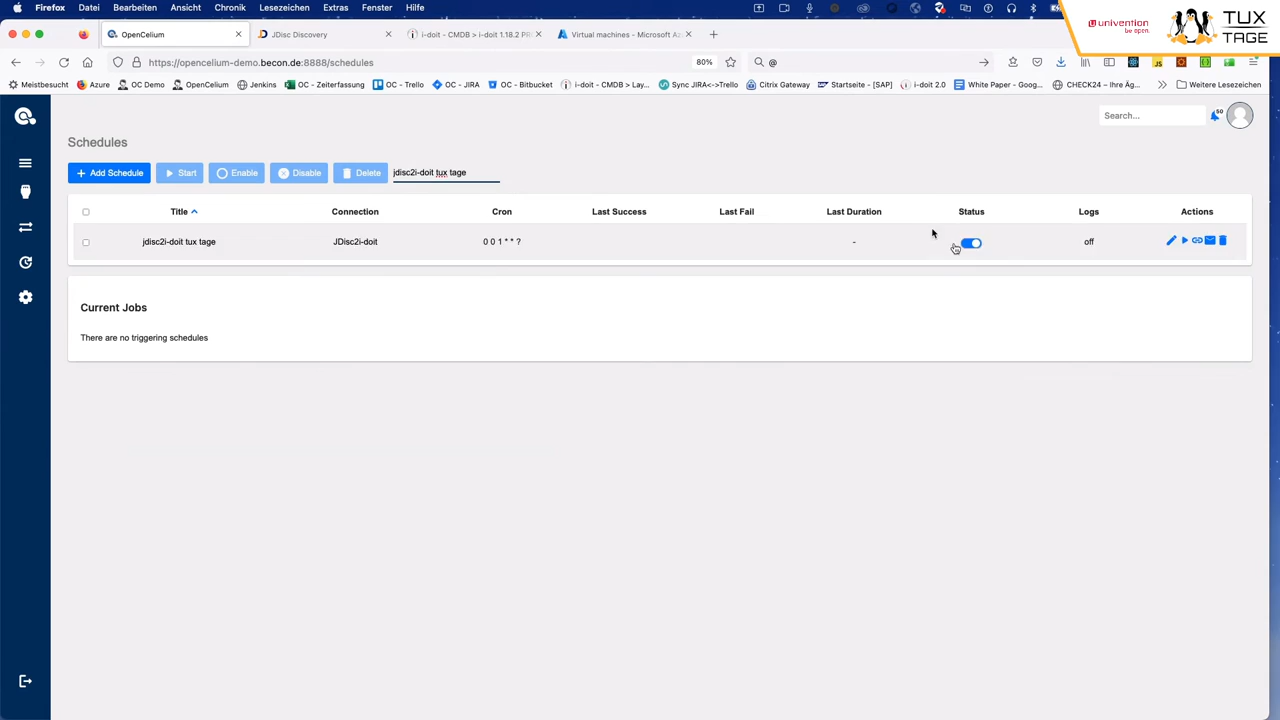 Firefox Datei Bearbeiten Ansicht Chronik Lesezeichen Extras Fenster Hilfe
univention
be open.
TUX
TAGE
OpenCelium
JDisc Discovery
i-doit - CMDB > i-doit 1.18.2 PR
Virtual machines - Microsoft Az
https://opencelium-demo.becon.de:8888/schedules
80%
@
Meistbesucht
Azure
OC Demo
OpenCelium
Jenkins
OC - Zeiterfassung
OC - Trello
OC - Bitbucket
OC - JIRA
i-doit - CMDB > Lay...
Sync JIRA<->Trello
Citrix Gateway
Startseite - [SAP]
i-doit 2.0
White Paper - Goog...
CHECK24 – Ihre Äg...
Weitere Lesezeichen
Search...
50
Schedules
Add Schedule
Start
Enable
Disable
Delete
jdisc2i-doit tux tage
Title Connection Cron Last Success Last Fail Last Duration Status Logs Actions
jdisc2i-doit tux tage JDisc2i-doit 0 0 1 * * ? - off
Current Jobs
There are no triggering schedules